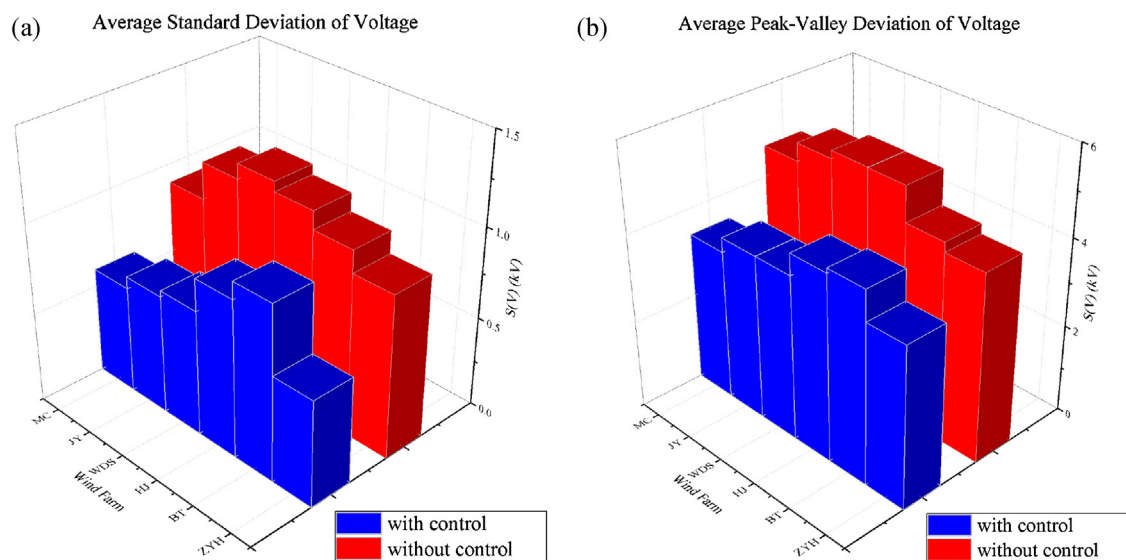 (a)
Average Standard Deviation of Voltage
1.5
1.0
0.5
0.0
S(V) (kV)
MC
JY
WDS
HJ
BT
ZYH
Wind Farm
with control
without control
(b)
Average Peak-Valley Deviation of Voltage
6
4
2
0
S(V) (kV)
MC
JY
WDS
HJ
BT
ZYH
Wind Farm
with control
without control